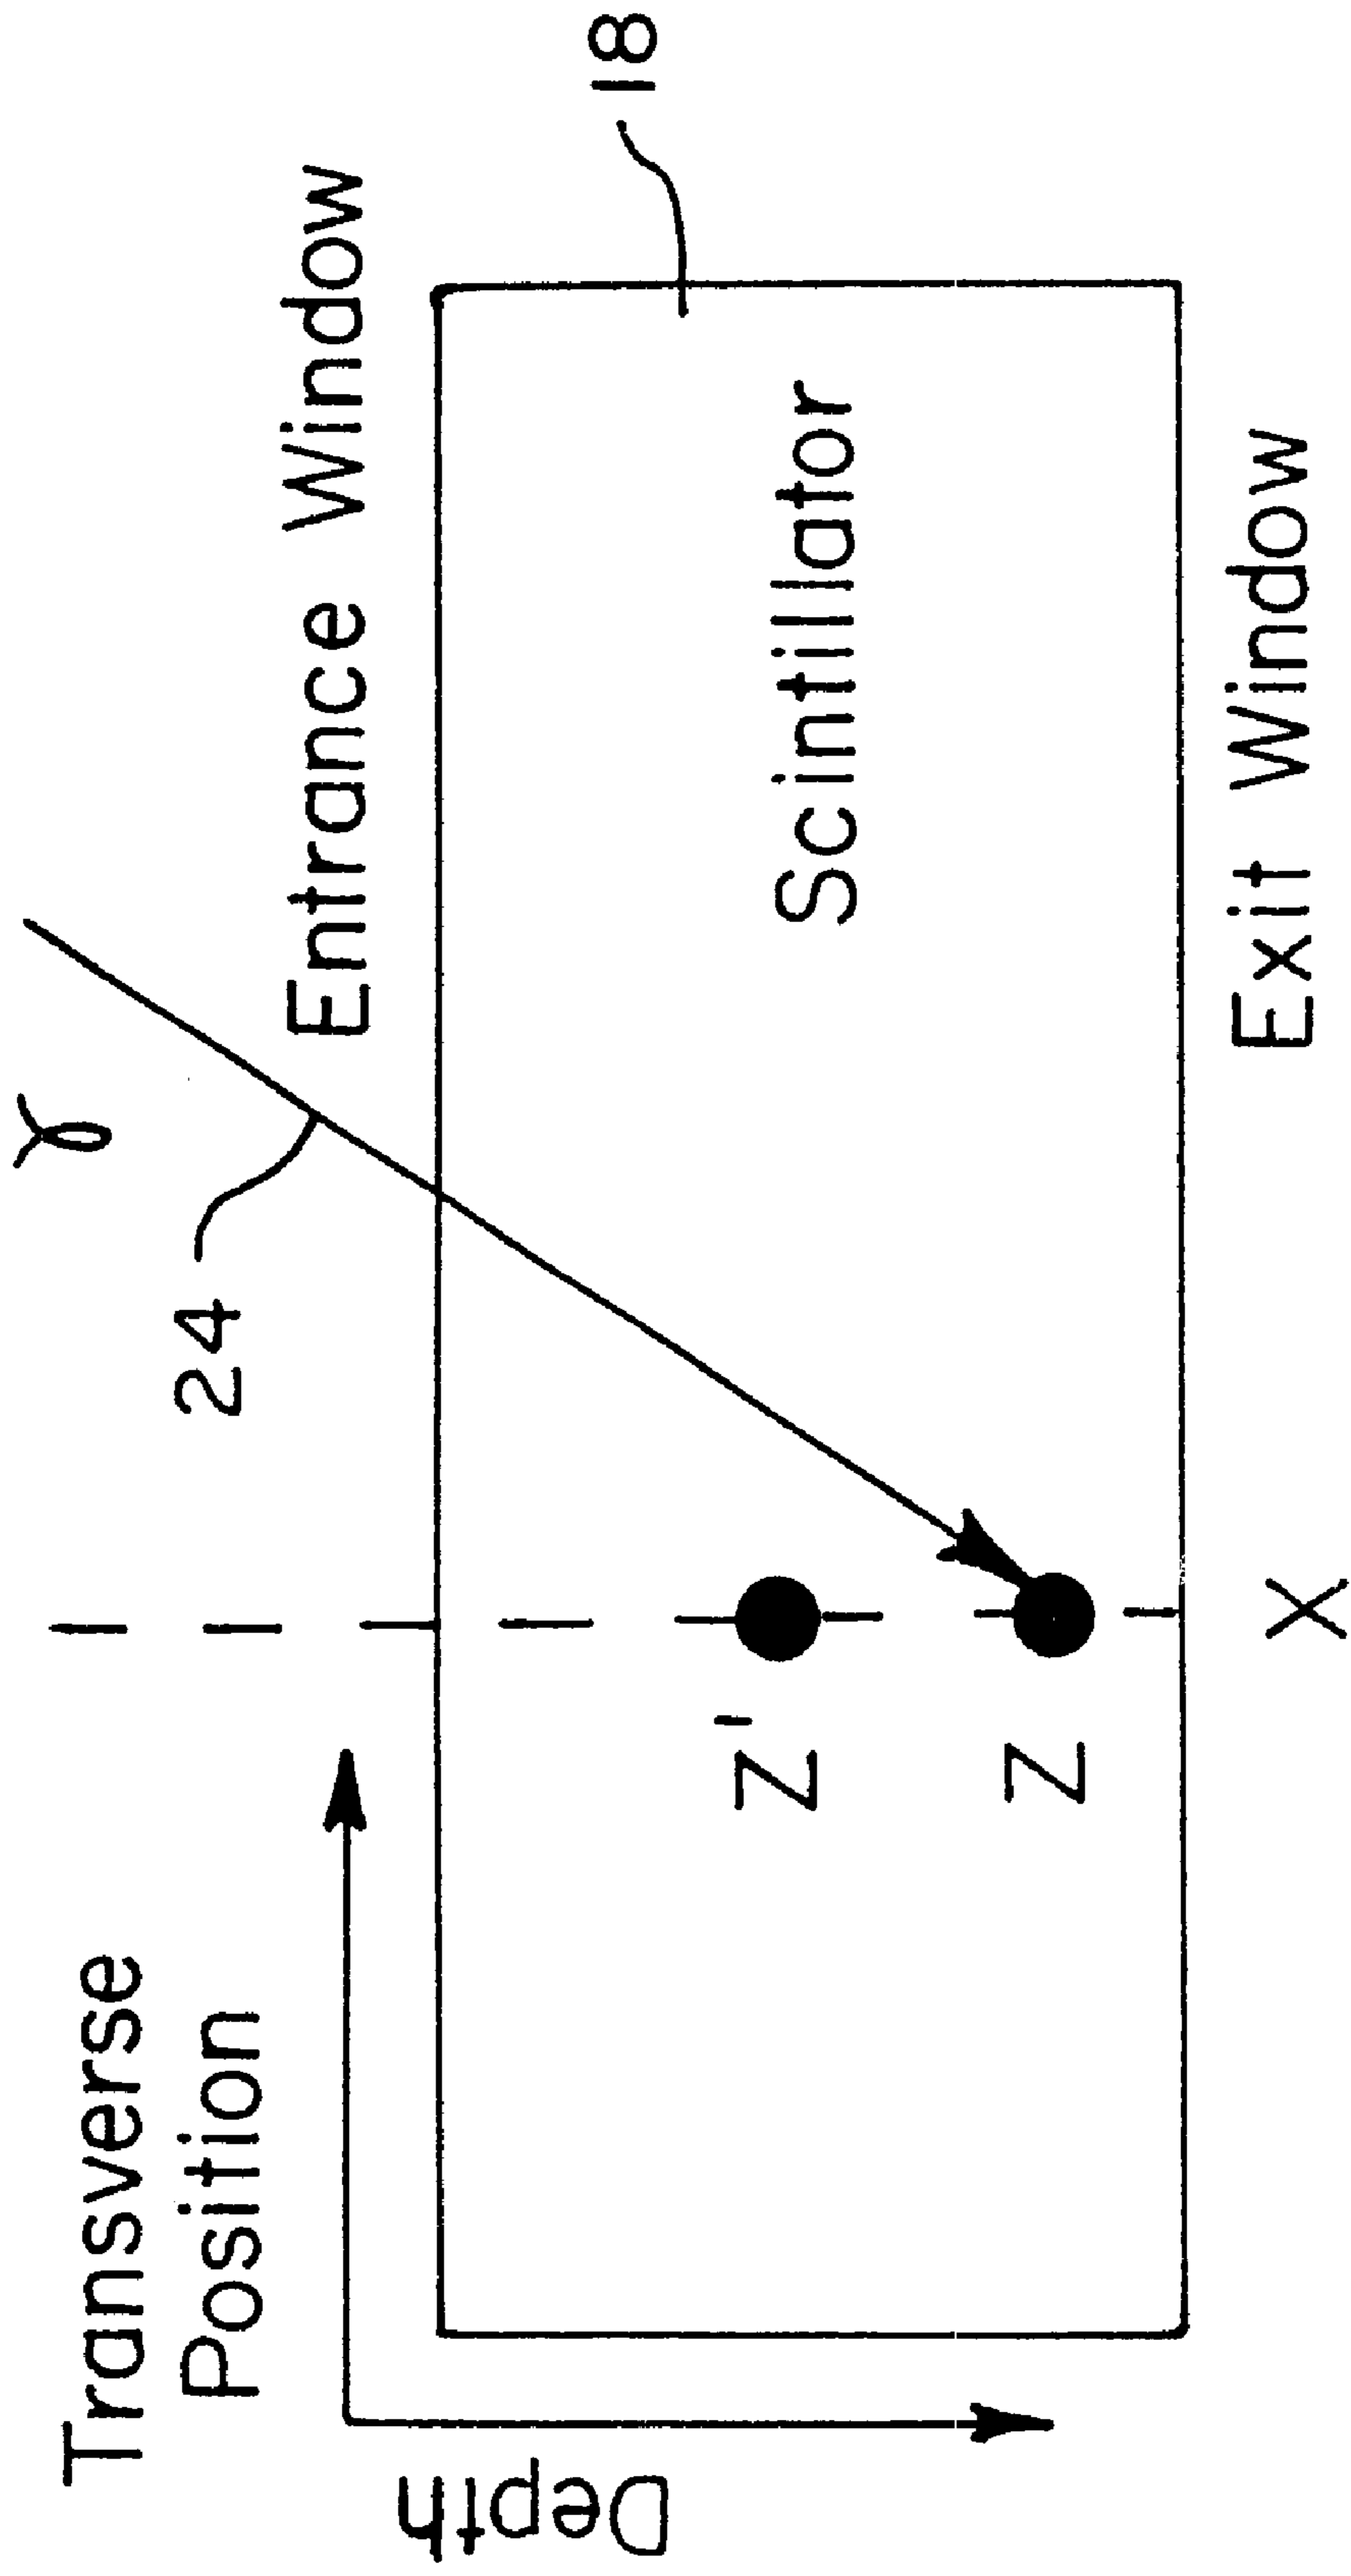 Transverse
Position
24
γ
Entrance Window
18
Depth
Z'
Z
Scintillator
X
Exit Window